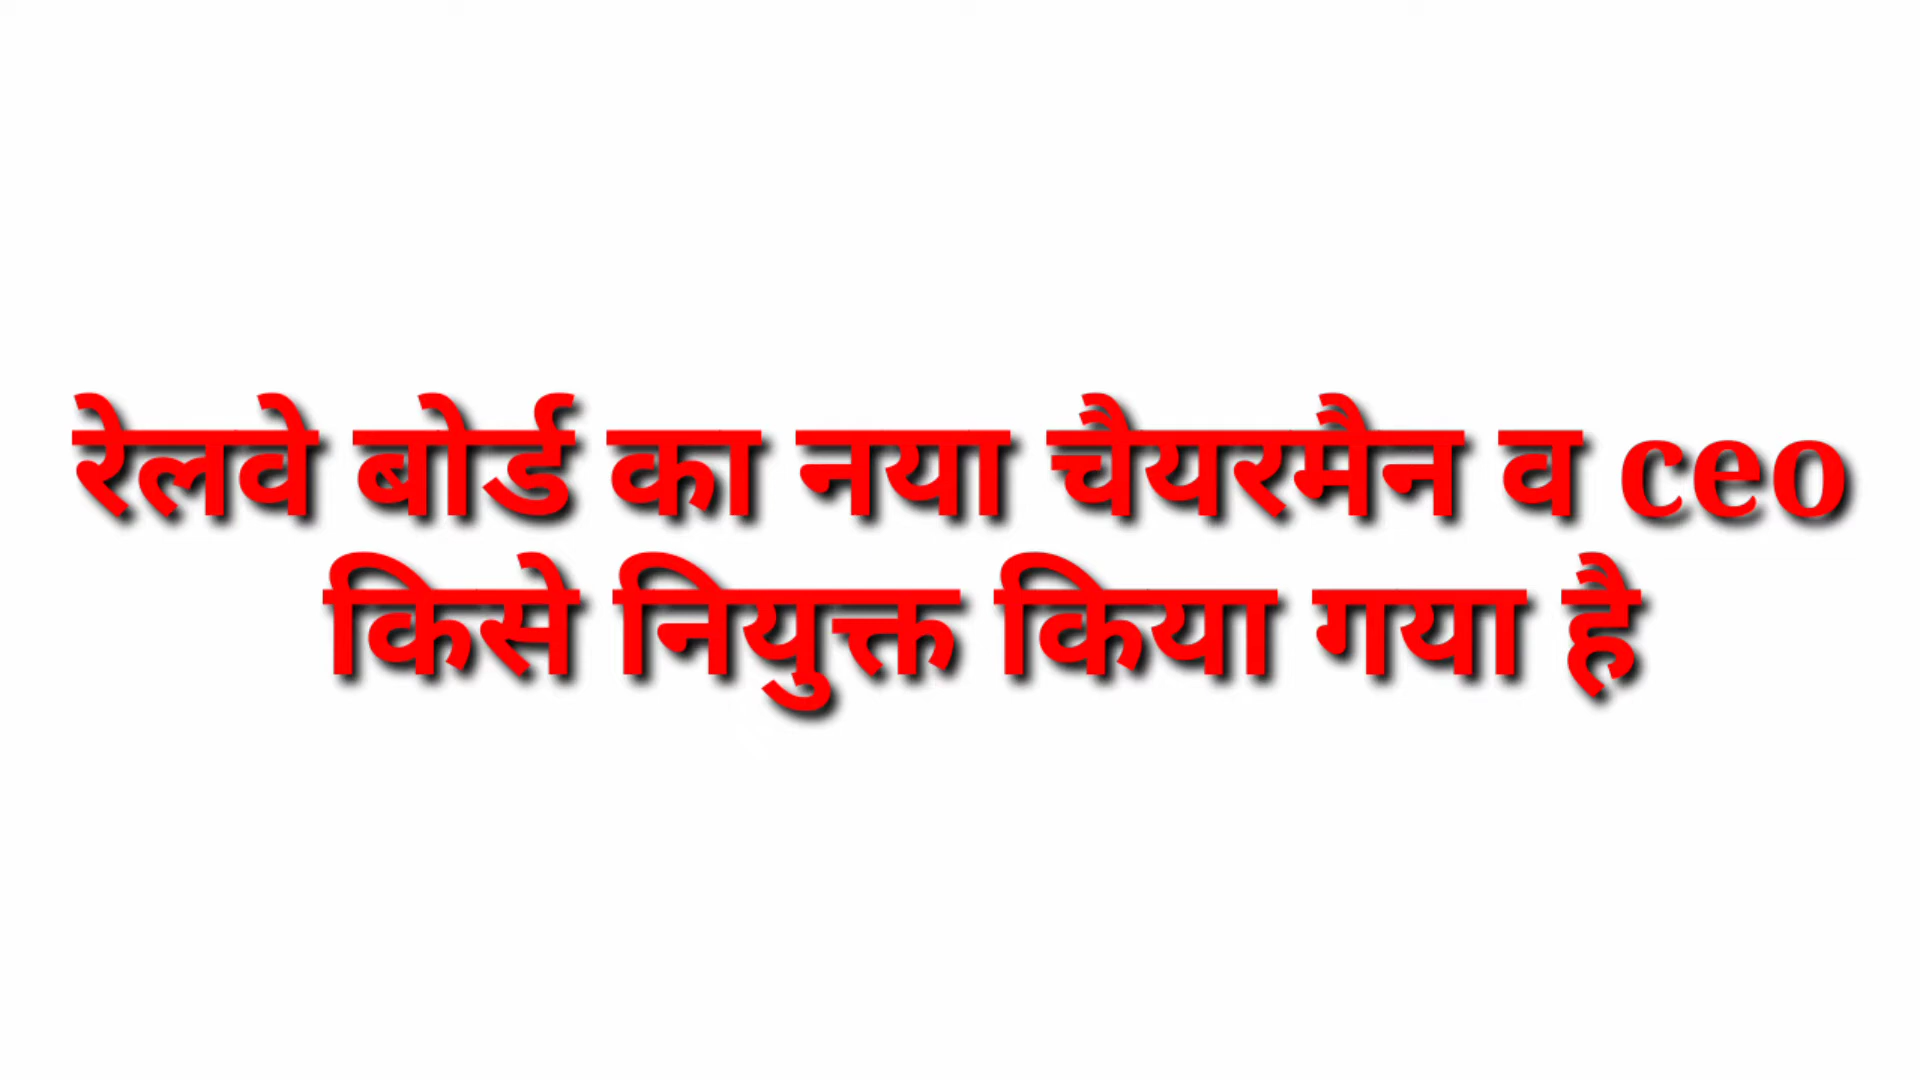 रेलवे बोर्ड का नया चैयरमैन व ceo
किसे नियुक्त किया गया है